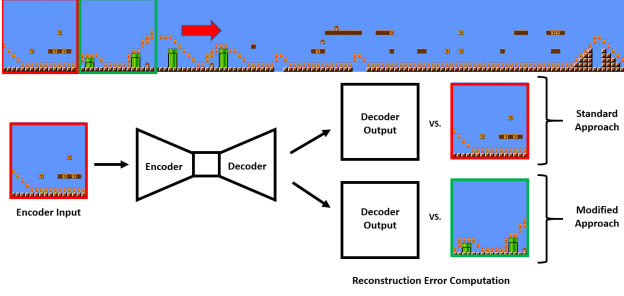 Encoder
Decoder
Encoder Input
Decoder
Output
vs.
Standard
Approach
Decoder
Output
vs.
Modified
Approach
Reconstruction Error Computation